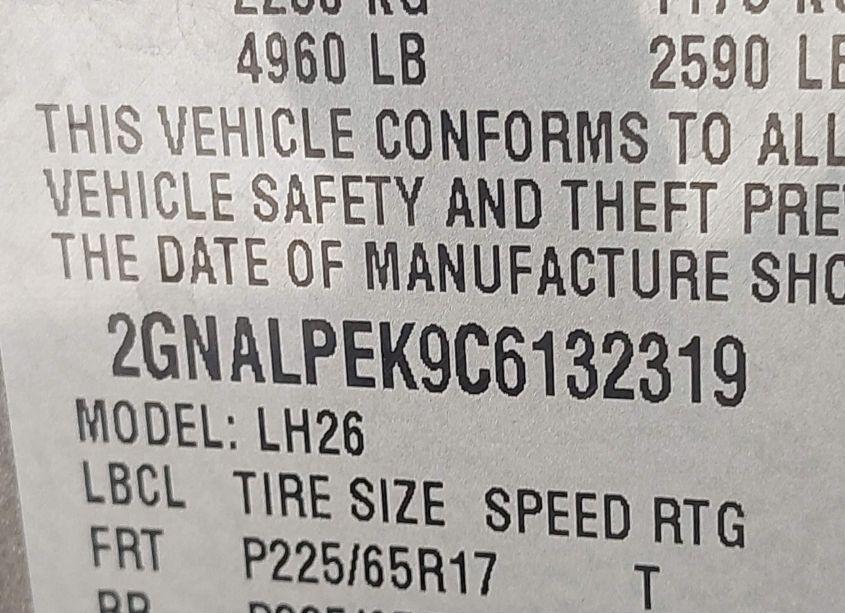 4960 LB 2590 LB
THIS VEHICLE CONFORMS TO ALL
VEHICLE SAFETY AND THEFT
THE DATE OF MANUFACTURE
2GNALPEK9C6132319
MODEL: LH26
LBCL TIRE SIZE SPEED RTG
FRT P225/65R17 T